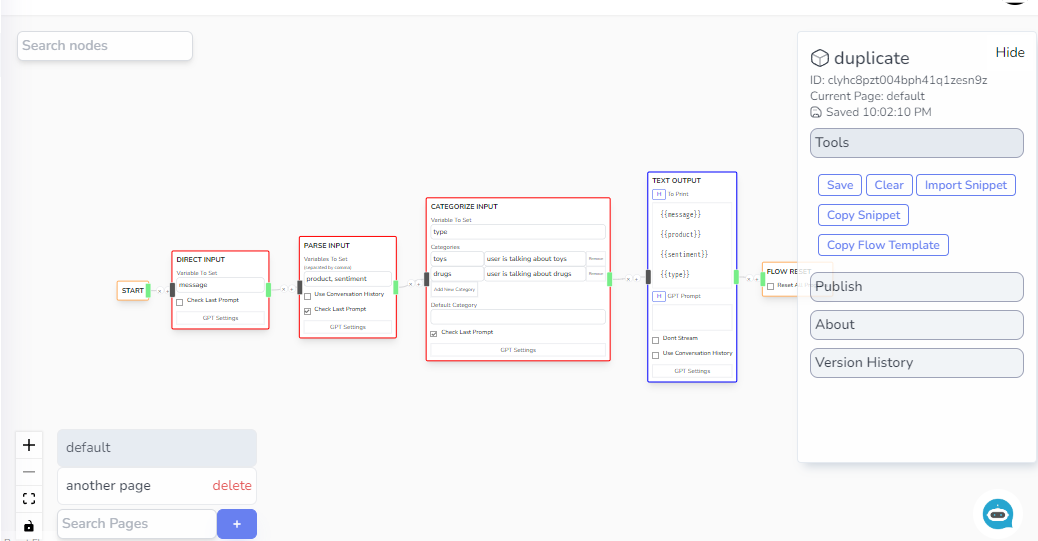 Search nodes
Hide
duplicate
ID: clyhc8pzt004bph41q1zesn9z
Current Page: default
Saved 10:02:10 PM
Tools
Save
Clear
Import Snippet
Copy Snippet
Copy Flow Template
Publish
About
Version History
START
DIRECT INPUT
Variable To Set
message
Check Last Prompt
GPT Settings
PARSE INPUT
Variables To Set
(separated by comma)
product, sentiment
Use Conversation History
Check Last Prompt
GPT Settings
CATEGORIZE INPUT
Variable To Set
type
Categories
toys
user is talking about toys
Remove
drugs
user is talking about drugs
Remove
Add New Category
Default Category
Check Last Prompt
GPT Settings
TEXT OUTPUT
H To Print
{{message}}
{{product}}
{{sentiment}}
{{type}}
H GPT Prompt
Dont Stream
Use Conversation History
GPT Settings
FLOW RESET
Reset
default
another page
delete
Search Pages
+